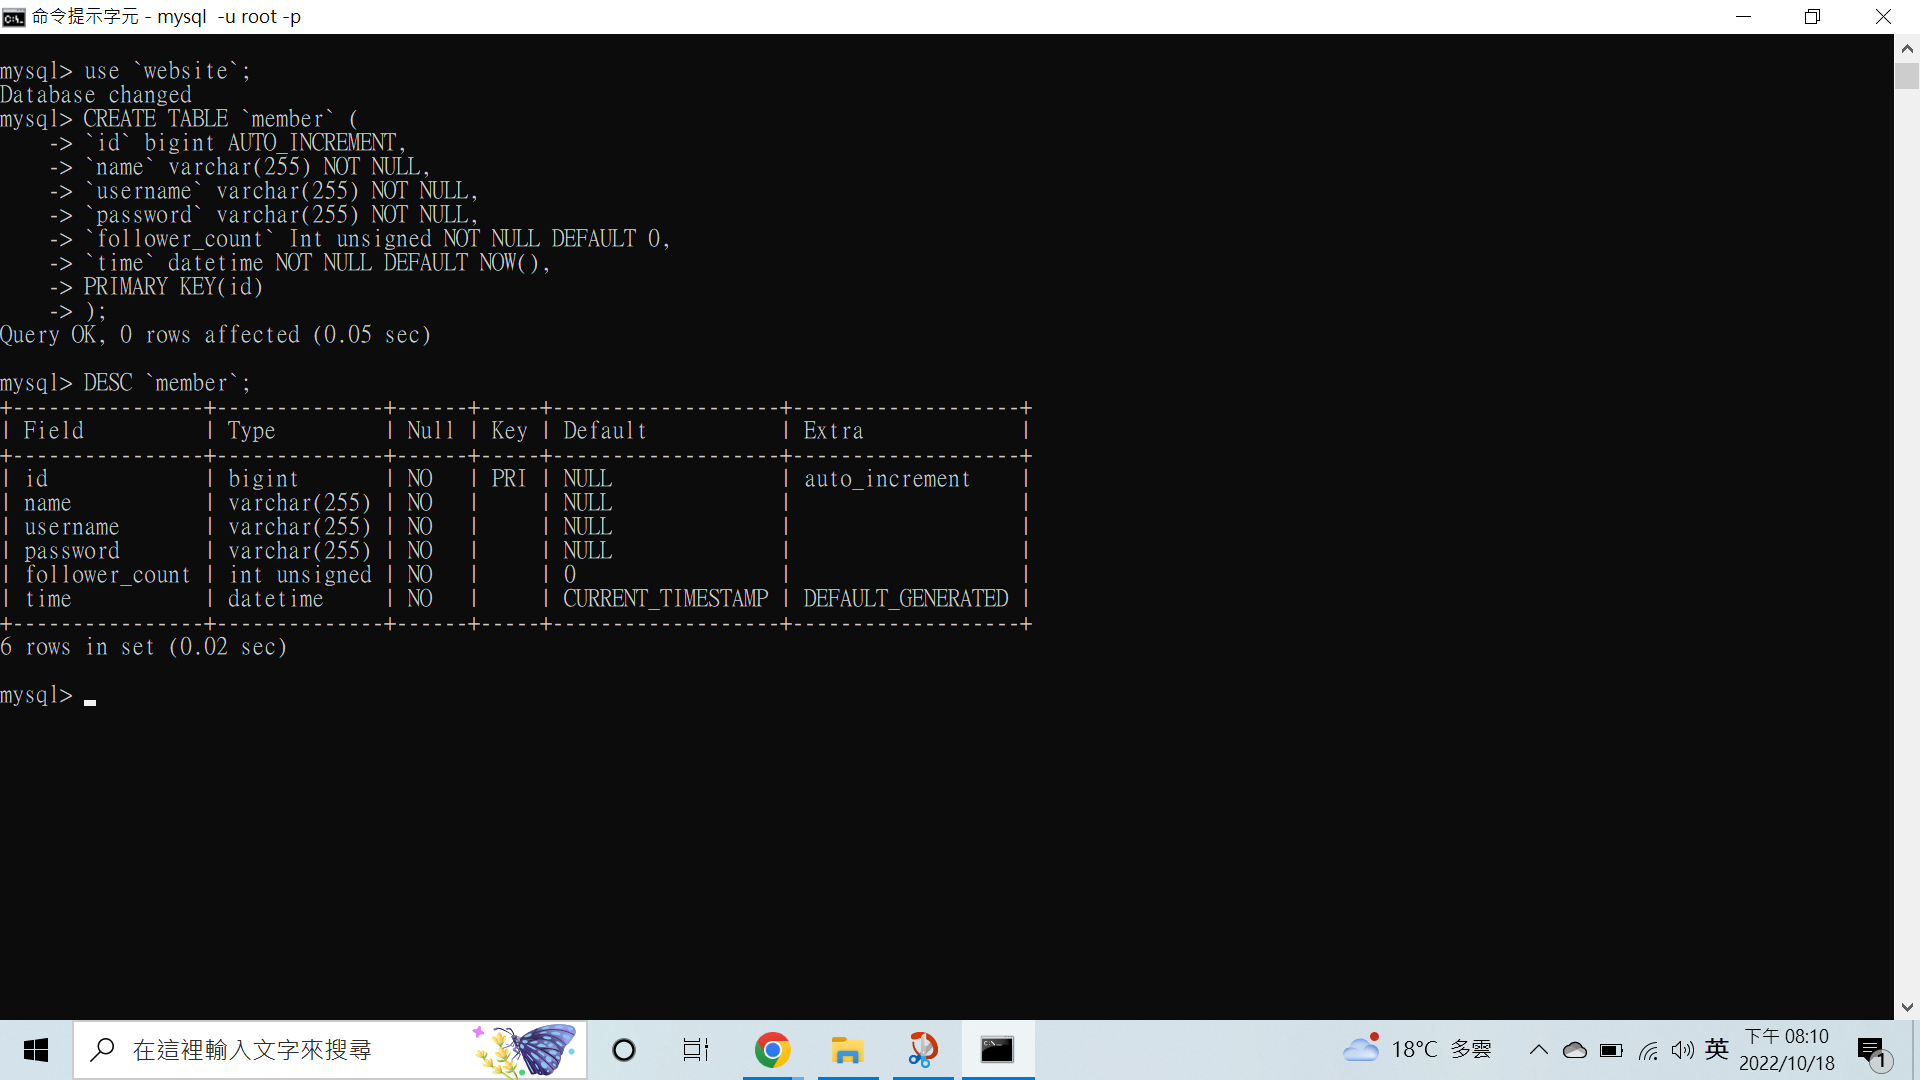 命令提示字元 - mysql  -u root -p
mysql> use `website`;
Database changed
mysql> CREATE TABLE `member` (
    -> `id` bigint AUTO_INCREMENT,
    -> `name` varchar(255) NOT NULL,
    -> `username` varchar(255) NOT NULL,
    -> `password` varchar(255) NOT NULL,
    -> `follower_count` Int unsigned NOT NULL DEFAULT 0,
    -> `time` datetime NOT NULL DEFAULT NOW(),
    -> PRIMARY KEY(id)
    -> );
Query OK, 0 rows affected (0.05 sec)
mysql> DESC `member`;
+----------------+--------------+------+-----+-------------------+-------------------+
| Field          | Type         | Null | Key | Default           | Extra             |
+----------------+--------------+------+-----+-------------------+-------------------+
| id             | bigint       | NO   | PRI | NULL              | auto_increment    |
| name           | varchar(255) | NO   |     | NULL              |                   |
| username       | varchar(255) | NO   |     | NULL              |                   |
| password       | varchar(255) | NO   |     | NULL              |                   |
| follower_count | int unsigned | NO   |     | 0                 |                   |
| time           | datetime     | NO   |     | CURRENT_TIMESTAMP | DEFAULT_GENERATED |
+----------------+--------------+------+-----+-------------------+-------------------+
6 rows in set (0.02 sec)
mysql>
在這裡輸入文字來搜尋
18°C 多雲
英
下午 08:10
2022/10/18
1